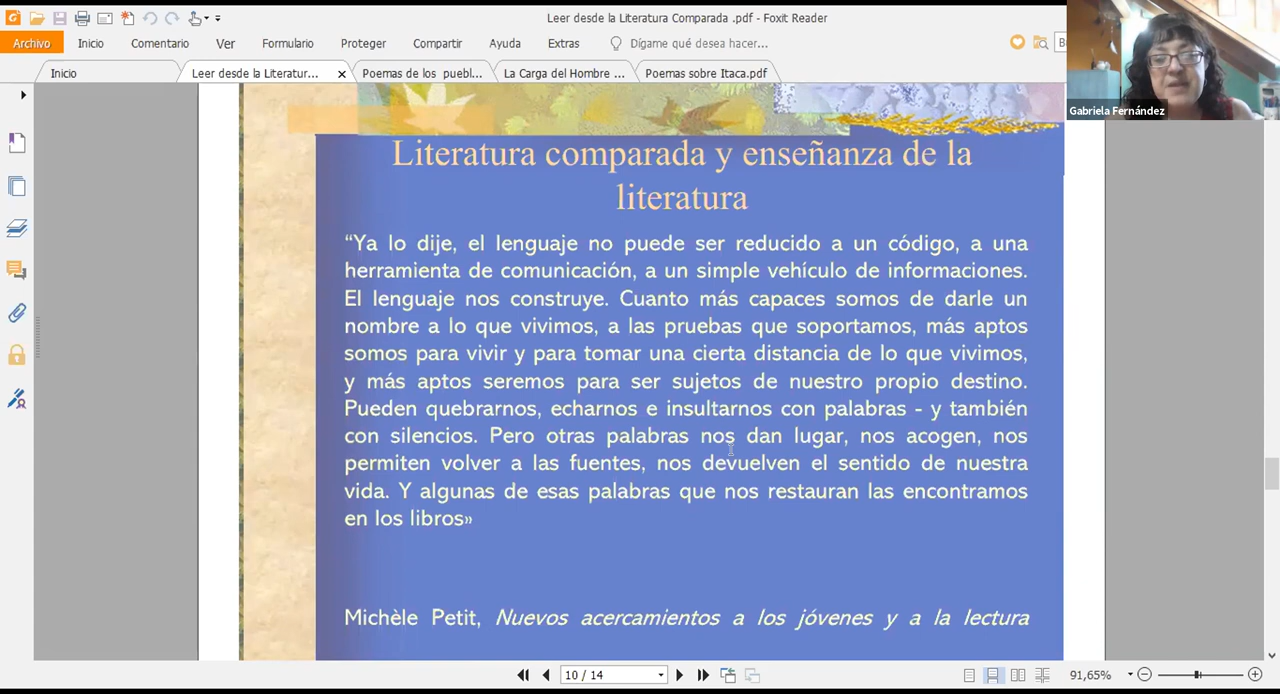 Leer desde la Literatura Comparada .pdf - Foxit Reader
Archivo Inicio Comentario Ver Formulario Proteger Compartir Ayuda Extras Dígame qué desea hacer...
Inicio Leer desde la Literatur... Poemas de los puebl... La Carga del Hombre ... Poemas sobre Itaca.pdf
Gabriela Fernández
Literatura comparada y enseñanza de la
literatura
“Ya lo dije, el lenguaje no puede ser reducido a un código, a una
herramienta de comunicación, a un simple vehículo de informaciones.
El lenguaje nos construye. Cuanto más capaces somos de darle un
nombre a lo que vivimos, a las pruebas que soportamos, más aptos
somos para vivir y para tomar una cierta distancia de lo que vivimos,
y más aptos seremos para ser sujetos de nuestro propio destino.
Pueden quebrarnos, echarnos e insultarnos con palabras - y también
con silencios. Pero otras palabras nos dan lugar, nos acogen, nos
permiten volver a las fuentes, nos devuelven el sentido de nuestra
vida. Y algunas de esas palabras que nos restauran las encontramos
en los libros»
Michèle Petit, Nuevos acercamientos a los jóvenes y a la lectura
10 / 14
91,65%